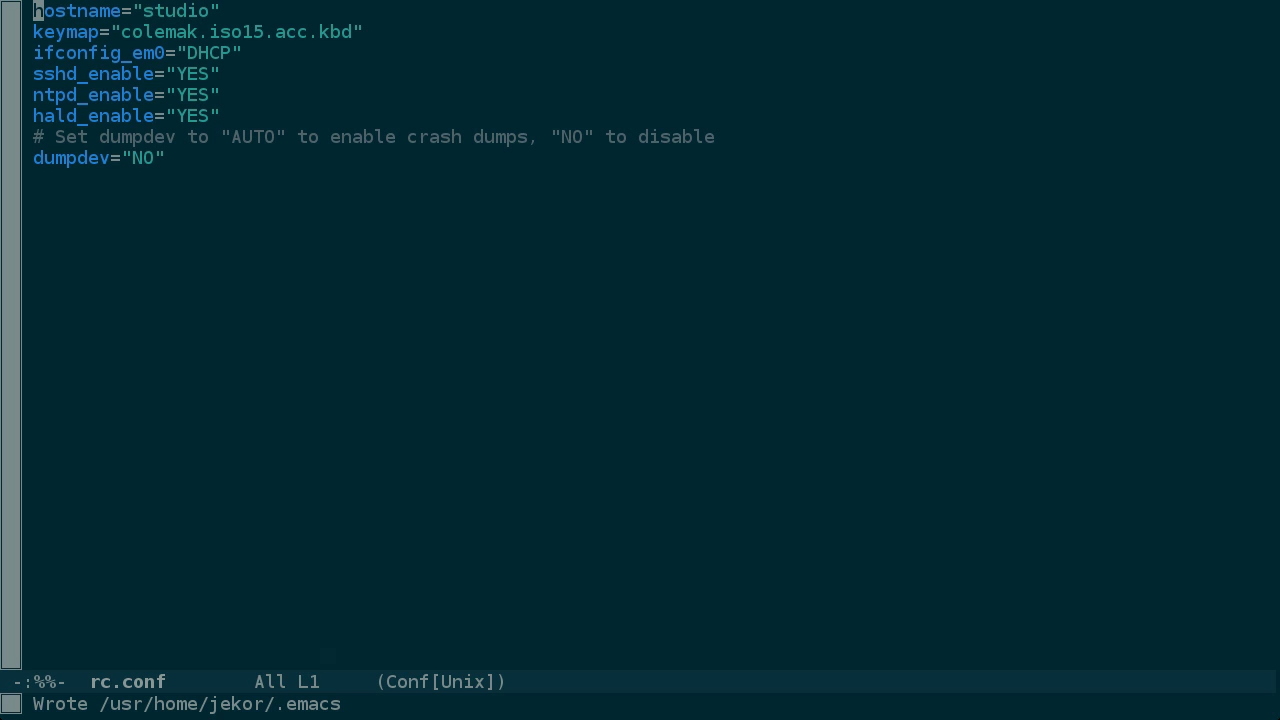 hostname="studio"
keymap="colemak.iso15.acc.kbd"
ifconfig_em0="DHCP"
sshd_enable="YES"
ntpd_enable="YES"
hald_enable="YES"
# Set dumpdev to "AUTO" to enable crash dumps, "NO" to disable
dumpdev="NO"
-:%%-  rc.conf        All L1     (Conf[Unix])
Wrote /usr/home/jekor/.emacs